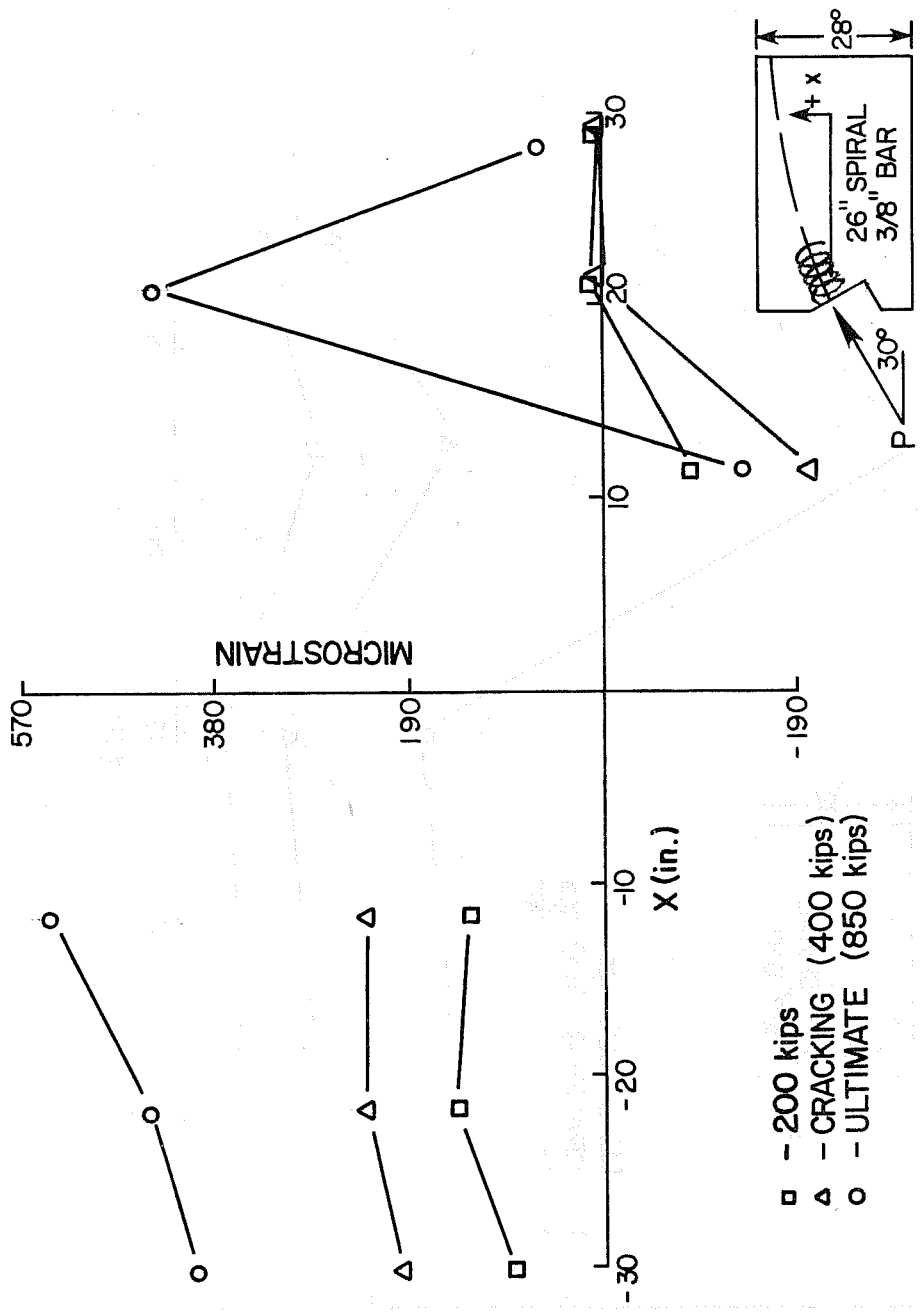 570
380
190
-190
MICROSTRAIN
-30
-20
-10
10
20
30
X (in.)
□ - 200 kips
△ - CRACKING (400 kips)
○ - ULTIMATE (850 kips)
+ X
28°
26" SPIRAL
3/8" BAR
30°
P